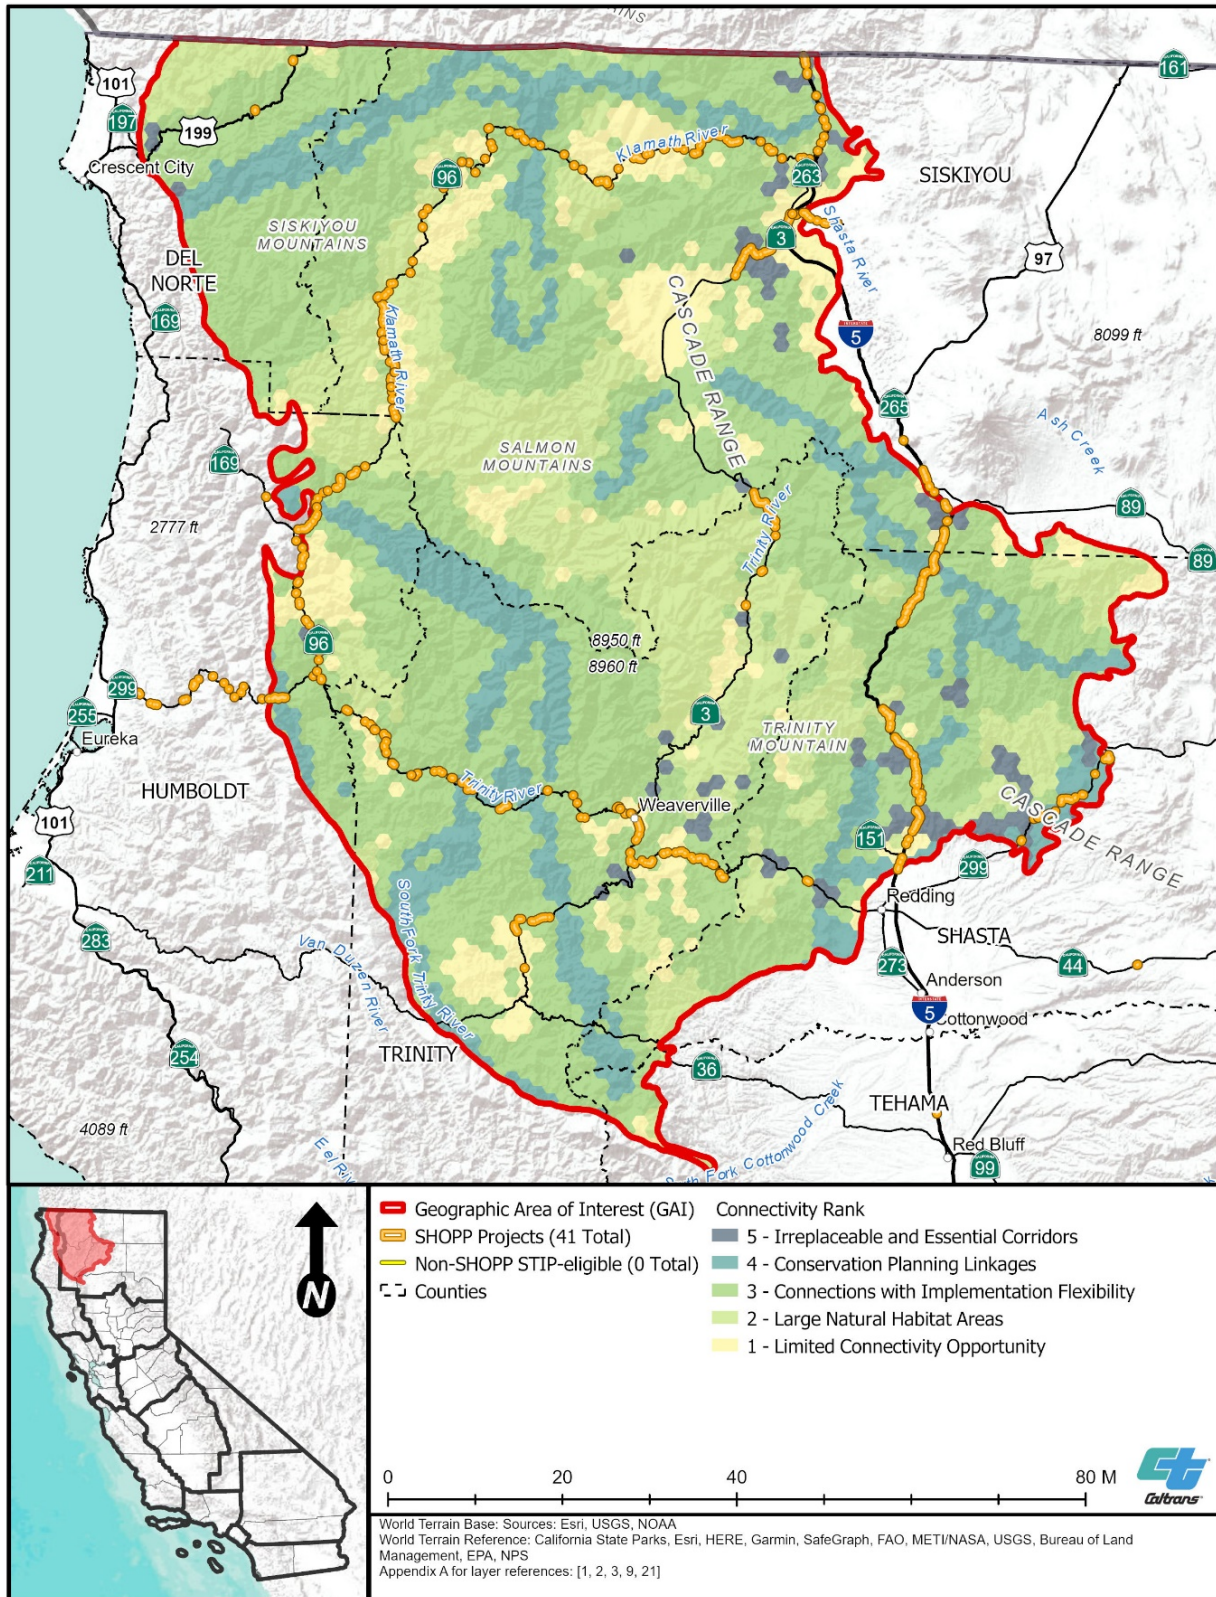 101
197
199
Crescent City
161
SISKIYOU
Klamath River
96
263
SISKIYOU
MOUNTAINS
3
Shasta River
97
DEL
NORTE
169
Klamath River
CASCADE RANGE
5
8099 ft
265
Ash Creek
SALMON
MOUNTAINS
169
89
2777 ft
Trinity River
89
96
8950 ft
8960 ft
299
255
Eureka
3
TRINITY
MOUNTAIN
HUMBOLDT
Trinity River
Weaverville
CASCADE RANGE
101
151
211
299
Redding
South Fork Trinity River
283
Van Duzen River
SHASTA
273
44
Anderson
5
Cottonwood
TRINITY
254
36
TEHAMA
4089 ft
Eel River
Fork Cottonwood Creek
Red Bluff
99
N
Geographic Area of Interest (GAI)
SHOPP Projects (41 Total)
Non-SHOPP STIP-eligible (0 Total)
Counties
Connectivity Rank
5 - Irreplaceable and Essential Corridors
4 - Conservation Planning Linkages
3 - Connections with Implementation Flexibility
2 - Large Natural Habitat Areas
1 - Limited Connectivity Opportunity
0 20 40 80 M
Caltrans
World Terrain Base: Sources: Esri, USGS, NOAA
World Terrain Reference: California State Parks, Esri, HERE, Garmin, SafeGraph, FAO, METI/NASA, USGS, Bureau of Land
Management, EPA, NPS
Appendix A for layer references: [1, 2, 3, 9, 21]